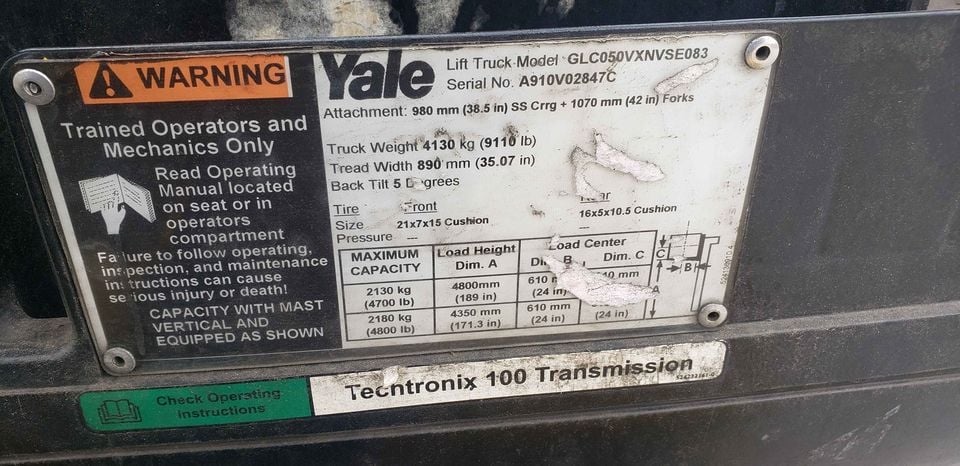 WARNING
Trained Operators and
Mechanics Only
Read Operating
Manual located
on seat or in
operators
compartment
Failure to follow operating,
inspection, and maintenance
instructions can cause
serious injury or death!
CAPACITY WITH MAST
VERTICAL AND
EQUIPPED AS SHOWN
Yale
Lift Truck Model GLC050VXNVSE083
Serial No. A910V02847C
Attachment: 980 mm (38.5 in) SS Crrg + 1070 mm (42 in) Forks
Truck Weight 4130 kg (9110 lb)
Tread Width 890 mm (35.07 in)
Back Tilt 5 Degrees
Tire Front
Size 21x7x15 Cushion 16x5x10.5 Cushion
Pressure --- ---
MAXIMUM CAPACITY Load Height Dim. A Load Center Dim. B Dim. C
2130 kg (4700 lb) 4800mm (189 in) 610 (24 in)
2180 kg (4800 lb) 4350 mm (171.3 in) 610 mm (24 in) (24 in)
C
B
A
Check Operating
Instructions
Techtronix 100 Transmission